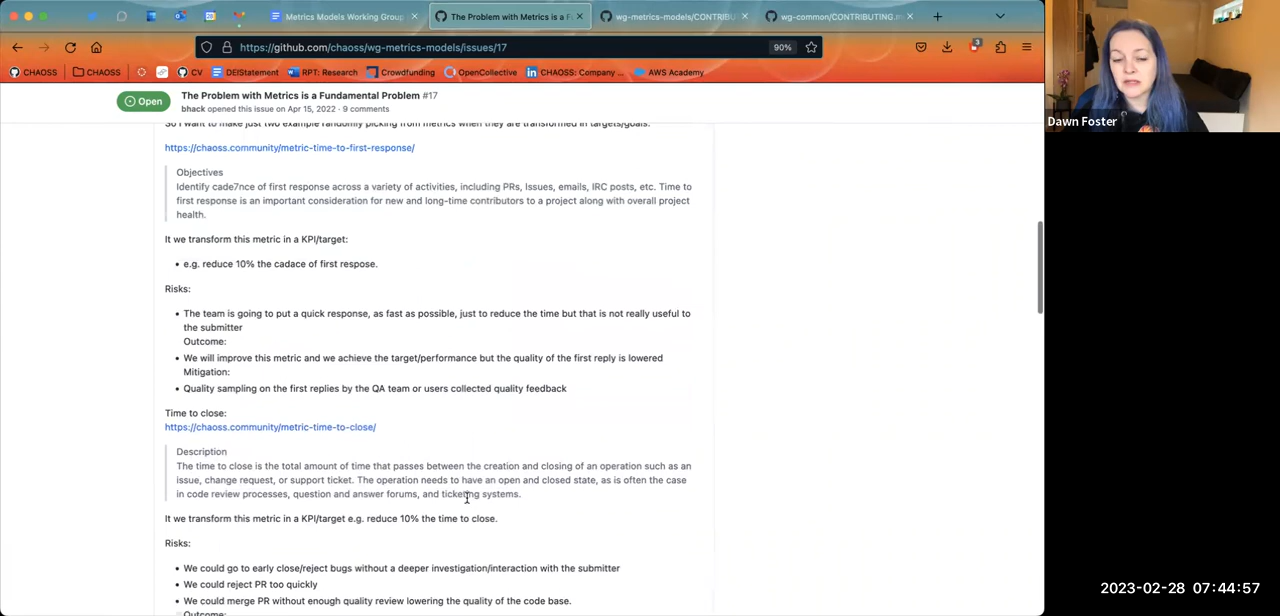 Metrics Models Working Group
The Problem with Metrics is a F
wg-metrics-models/CONTRIBU
wg-common/CONTRIBUTING.m
https://github.com/chaoss/wg-metrics-models/issues/17
90%
3
CHAOSS
CHAOSS
CV
DEIStatement
RPT: Research
Crowdfunding
OpenCollective
CHAOSS: Company ...
AWS Academy
Dawn Foster
Open
The Problem with Metrics is a Fundamental Problem #17
bhack opened this issue on Apr 15, 2022 · 9 comments
So I want to make just two example randomly picking from metrics when they are transformed in targets/goals.
https://chaoss.community/metric-time-to-first-response/
Objectives
Identify cade7nce of first response across a variety of activities, including PRs, Issues, emails, IRC posts, etc. Time to
first response is an important consideration for new and long-time contributors to a project along with overall project
health.
It we transform this metric in a KPI/target:
• e.g. reduce 10% the cadace of first respose.
Risks:
• The team is going to put a quick response, as fast as possible, just to reduce the time but that is not really useful to
the submitter
Outcome:
• We will improve this metric and we achieve the target/performance but the quality of the first reply is lowered
Mitigation:
• Quality sampling on the first replies by the QA team or users collected quality feedback
Time to close:
https://chaoss.community/metric-time-to-close/
Description
The time to close is the total amount of time that passes between the creation and closing of an operation such as an
issue, change request, or support ticket. The operation needs to have an open and closed state, as is often the case
in code review processes, question and answer forums, and ticketing systems.
It we transform this metric in a KPI/target e.g. reduce 10% the time to close.
Risks:
• We could go to early close/reject bugs without a deeper investigation/interaction with the submitter
• We could reject PR too quickly
• We could merge PR without enough quality review lowering the quality of the code base.
Outcome:
2023-02-28 07:44:57